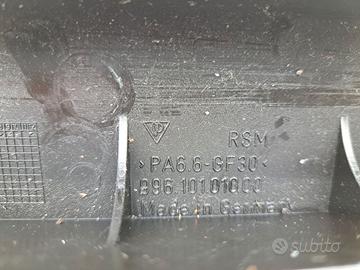 RSM
>PA6.6-GF30<
996.101.010.00
Made in Germany
subito